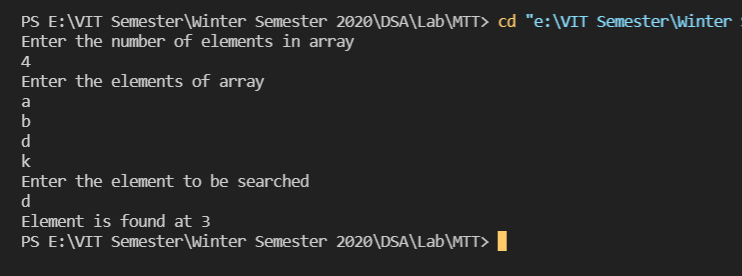 PS E:\VIT Semester\Winter Semester 2020\DSA\Lab\MTT> cd "e:\VIT Semester\Winter
Enter the number of elements in array
4
Enter the elements of array
a
b
d
k
Enter the element to be searched
d
Element is found at 3
PS E:\VIT Semester\Winter Semester 2020\DSA\Lab\MTT>